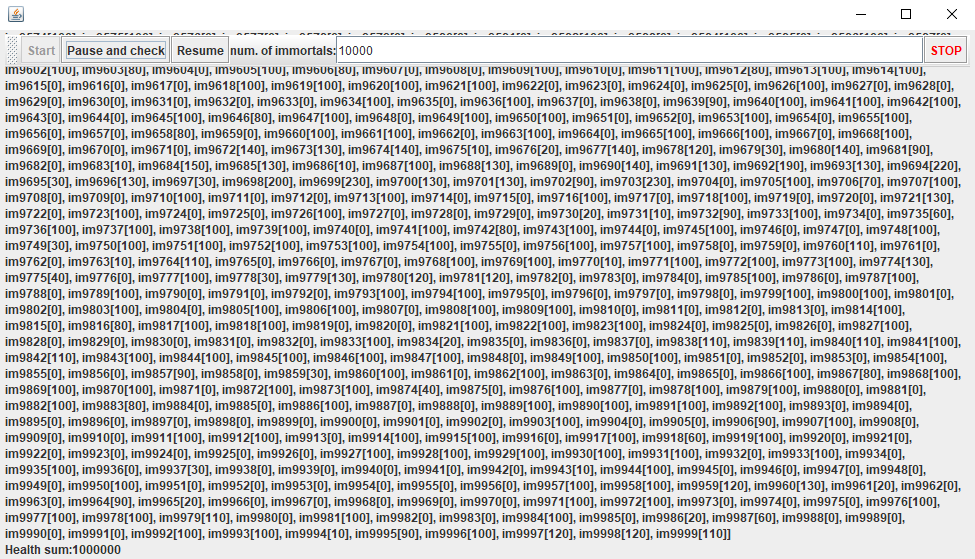 Start Pause and check Resume num. of immortals: 10000 STOP
im9602[100], im9603[80], im9604[0], im9605[100], im9606[80], im9607[0], im9608[0], im9609[100], im9610[0], im9611[100], im9612[80], im9613[100], im9614[100],
im9615[0], im9616[0], im9617[0], im9618[100], im9619[100], im9620[100], im9621[100], im9622[0], im9623[0], im9624[0], im9625[0], im9626[100], im9627[0], im9628[0],
im9629[0], im9630[0], im9631[0], im9632[0], im9633[0], im9634[100], im9635[0], im9636[100], im9637[0], im9638[0], im9639[90], im9640[100], im9641[100], im9642[100],
im9643[0], im9644[0], im9645[100], im9646[80], im9647[100], im9648[0], im9649[100], im9650[100], im9651[0], im9652[0], im9653[100], im9654[0], im9655[100],
im9656[0], im9657[0], im9658[80], im9659[0], im9660[100], im9661[100], im9662[0], im9663[100], im9664[0], im9665[100], im9666[100], im9667[0], im9668[100],
im9669[0], im9670[0], im9671[0], im9672[140], im9673[130], im9674[140], im9675[10], im9676[20], im9677[140], im9678[120], im9679[30], im9680[140], im9681[90],
im9682[0], im9683[10], im9684[150], im9685[130], im9686[10], im9687[100], im9688[130], im9689[0], im9690[140], im9691[130], im9692[190], im9693[130], im9694[220],
im9695[30], im9696[130], im9697[30], im9698[200], im9699[230], im9700[130], im9701[130], im9702[90], im9703[230], im9704[0], im9705[100], im9706[70], im9707[100],
im9708[0], im9709[0], im9710[100], im9711[0], im9712[0], im9713[100], im9714[0], im9715[0], im9716[100], im9717[0], im9718[100], im9719[0], im9720[0], im9721[130],
im9722[0], im9723[100], im9724[0], im9725[0], im9726[100], im9727[0], im9728[0], im9729[0], im9730[20], im9731[10], im9732[90], im9733[100], im9734[0], im9735[60],
im9736[100], im9737[100], im9738[100], im9739[100], im9740[0], im9741[100], im9742[80], im9743[100], im9744[0], im9745[100], im9746[0], im9747[0], im9748[100],
im9749[30], im9750[100], im9751[100], im9752[100], im9753[100], im9754[100], im9755[0], im9756[100], im9757[100], im9758[0], im9759[0], im9760[110], im9761[0],
im9762[0], im9763[10], im9764[110], im9765[0], im9766[0], im9767[0], im9768[100], im9769[100], im9770[10], im9771[100], im9772[100], im9773[100], im9774[130],
im9775[40], im9776[0], im9777[100], im9778[30], im9779[130], im9780[120], im9781[120], im9782[0], im9783[0], im9784[0], im9785[100], im9786[0], im9787[100],
im9788[0], im9789[100], im9790[0], im9791[0], im9792[0], im9793[100], im9794[100], im9795[0], im9796[0], im9797[0], im9798[0], im9799[100], im9800[100], im9801[0],
im9802[0], im9803[100], im9804[0], im9805[100], im9806[100], im9807[0], im9808[100], im9809[100], im9810[0], im9811[0], im9812[0], im9813[0], im9814[100],
im9815[0], im9816[80], im9817[100], im9818[100], im9819[0], im9820[0], im9821[100], im9822[100], im9823[100], im9824[0], im9825[0], im9826[0], im9827[100],
im9828[0], im9829[0], im9830[0], im9831[0], im9832[0], im9833[100], im9834[20], im9835[0], im9836[0], im9837[0], im9838[110], im9839[110], im9840[110], im9841[100],
im9842[110], im9843[100], im9844[100], im9845[100], im9846[100], im9847[100], im9848[0], im9849[100], im9850[100], im9851[0], im9852[0], im9853[0], im9854[100],
im9855[0], im9856[0], im9857[90], im9858[0], im9859[30], im9860[100], im9861[0], im9862[100], im9863[0], im9864[0], im9865[0], im9866[100], im9867[80], im9868[100],
im9869[100], im9870[100], im9871[0], im9872[100], im9873[100], im9874[40], im9875[0], im9876[100], im9877[0], im9878[100], im9879[100], im9880[0], im9881[0],
im9882[100], im9883[80], im9884[0], im9885[0], im9886[100], im9887[0], im9888[0], im9889[100], im9890[100], im9891[100], im9892[100], im9893[0], im9894[0],
im9895[0], im9896[0], im9897[0], im9898[0], im9899[0], im9900[0], im9901[0], im9902[0], im9903[100], im9904[0], im9905[0], im9906[90], im9907[100], im9908[0],
im9909[0], im9910[0], im9911[100], im9912[100], im9913[0], im9914[100], im9915[100], im9916[0], im9917[100], im9918[60], im9919[100], im9920[0], im9921[0],
im9922[0], im9923[0], im9924[0], im9925[0], im9926[0], im9927[100], im9928[100], im9929[100], im9930[100], im9931[100], im9932[0], im9933[100], im9934[0],
im9935[100], im9936[0], im9937[30], im9938[0], im9939[0], im9940[0], im9941[0], im9942[0], im9943[10], im9944[100], im9945[0], im9946[0], im9947[0], im9948[0],
im9949[0], im9950[100], im9951[0], im9952[0], im9953[0], im9954[0], im9955[0], im9956[0], im9957[100], im9958[100], im9959[120], im9960[130], im9961[20], im9962[0],
im9963[0], im9964[90], im9965[20], im9966[0], im9967[0], im9968[0], im9969[0], im9970[0], im9971[100], im9972[100], im9973[0], im9974[0], im9975[0], im9976[100],
im9977[100], im9978[100], im9979[110], im9980[0], im9981[100], im9982[0], im9983[0], im9984[100], im9985[0], im9986[20], im9987[60], im9988[0], im9989[0],
im9990[0], im9991[0], im9992[100], im9993[100], im9994[10], im9995[90], im9996[100], im9997[120], im9998[120], im9999[110]]
Health sum:1000000